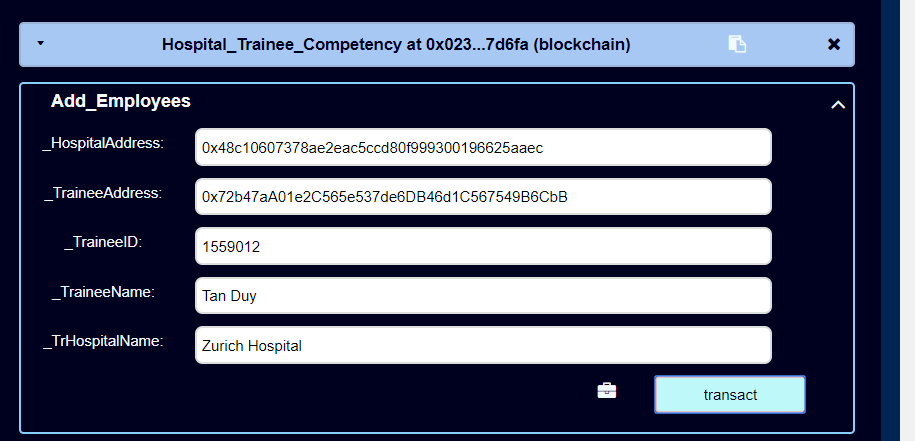 Hospital_Trainee_Competency at 0x023...7d6fa (blockchain)
Add_Employees
_HospitalAddress: 0x48c10607378ae2eac5ccd80f999300196625aaec
_TraineeAddress: 0x72b47aA01e2C565e537de6DB46d1C567549B6CbB
_TraineeID: 1559012
_TraineeName: Tan Duy
_TrHospitalName: Zurich Hospital
transact